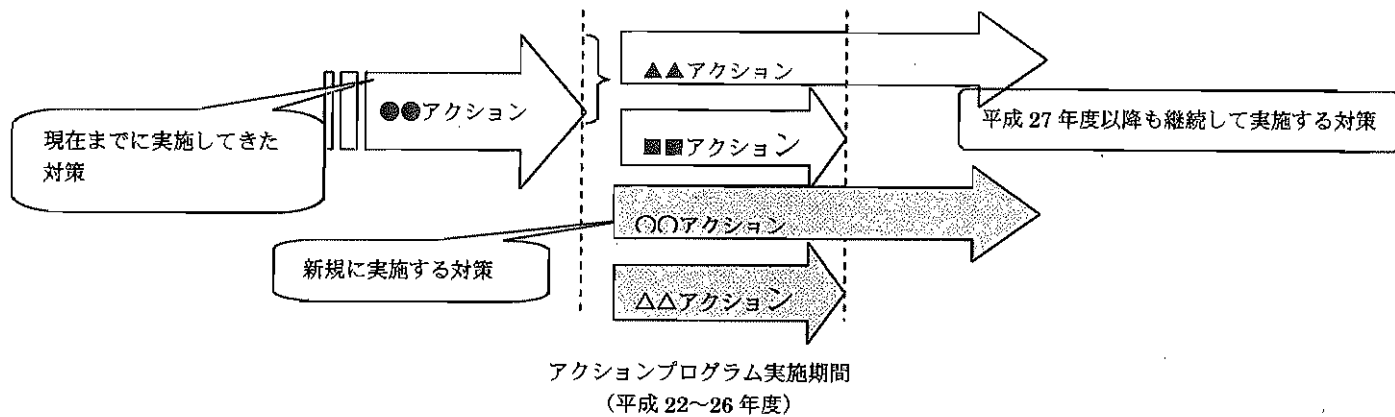 ▲▲アクション
●●アクション
平成 27 年度以降も継続して実施する対策
現在までに実施してきた
対策
■■アクション
○○アクション
新規に実施する対策
△△アクション
アクションプログラム実施期間
（平成 22～26 年度）